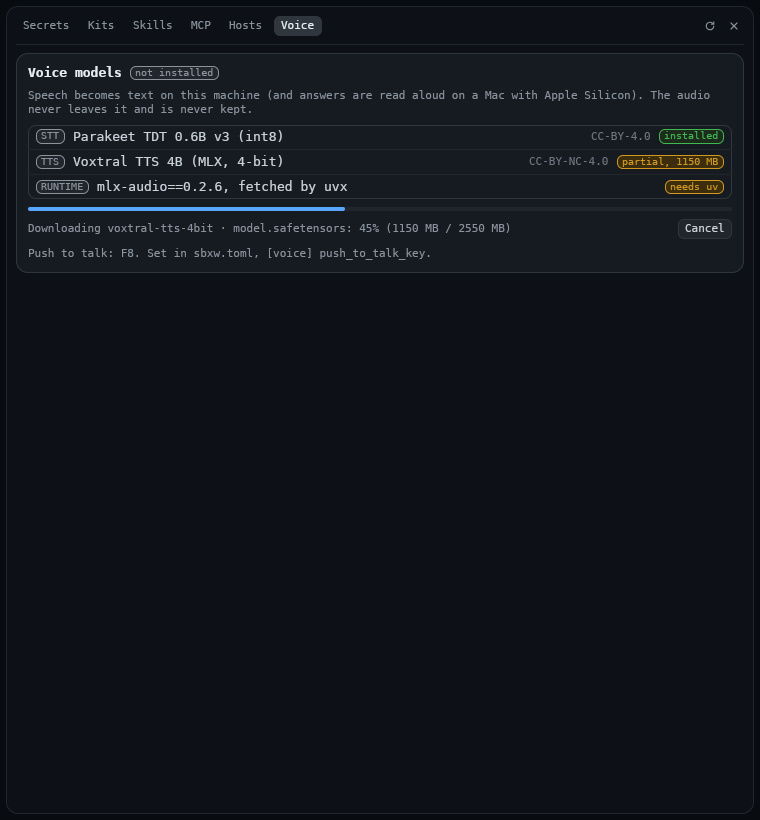 Secrets Kits Skills MCP Hosts Voice
Voice models not installed
Speech becomes text on this machine (and answers are read aloud on a Mac with Apple Silicon). The audio
never leaves it and is never kept.
STT Parakeet TDT 0.6B v3 (int8) CC-BY-4.0 installed
TTS Voxtral TTS 4B (MLX, 4-bit) CC-BY-NC-4.0 partial, 1150 MB
RUNTIME mlx-audio==0.2.6, fetched by uvx needs uv
Downloading voxtral-tts-4bit · model.safetensors: 45% (1150 MB / 2550 MB) Cancel
Push to talk: F8. Set in sbxw.toml, [voice] push_to_talk_key.